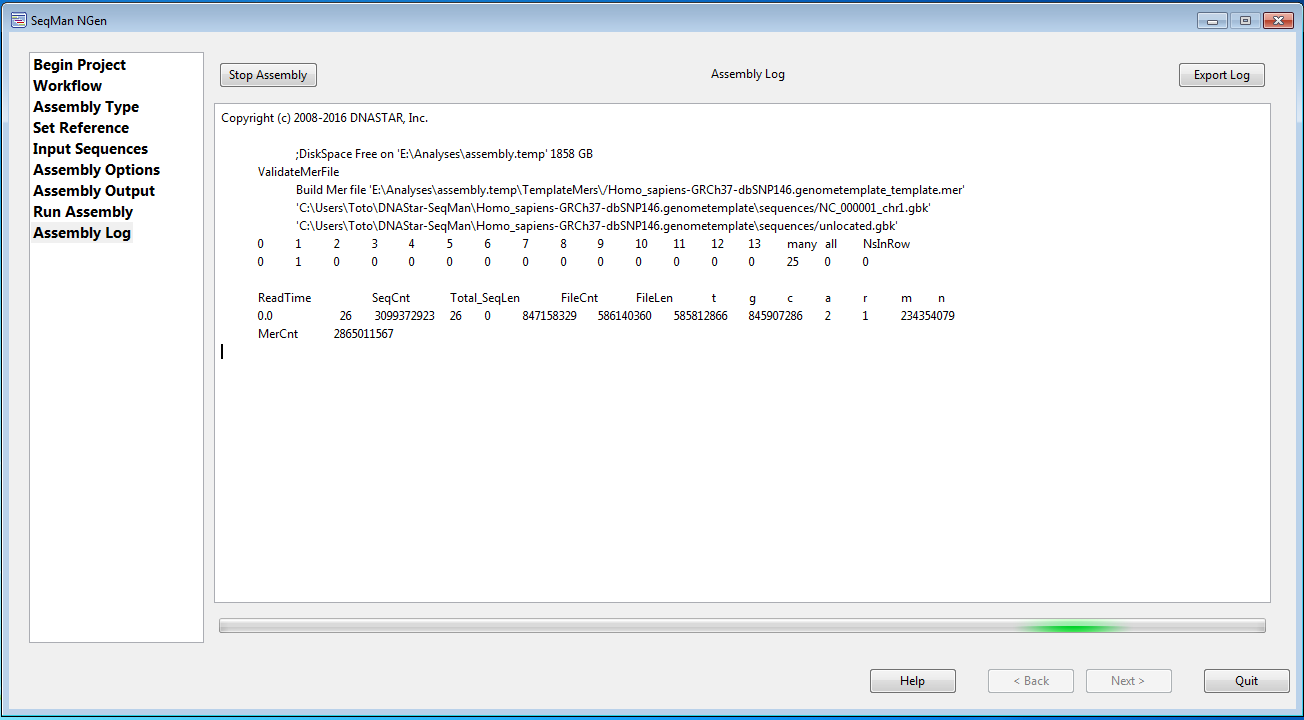 SeqMan NGen
Begin Project
Workflow
Assembly Type
Set Reference
Input Sequences
Assembly Options
Assembly Output
Run Assembly
Assembly Log
Stop Assembly
Assembly Log
Export Log
Copyright (c) 2008-2016 DNASTAR, Inc.
;DiskSpace Free on 'E:\Analyses\assembly.temp' 1858 GB
ValidateMerFile
Build Mer file 'E:\Analyses\assembly.temp\TemplateMers\/Homo_sapiens-GRCh37-dbSNP146.genometemplate_template.mer'
'C:\Users\Toto\DNAStar-SeqMan\Homo_sapiens-GRCh37-dbSNP146.genometemplate\sequences/NC_000001_chr1.gbk'
'C:\Users\Toto\DNAStar-SeqMan\Homo_sapiens-GRCh37-dbSNP146.genometemplate\sequences/unlocated.gbk'
0 1 2 3 4 5 6 7 8 9 10 11 12 13 many all NsInRow
0 1 0 0 0 0 0 0 0 0 0 0 0 0 25 0 0
ReadTime SeqCnt Total_SeqLen FileCnt FileLen t g c a r m n
0.0 26 3099372923 26 0 847158329 586140360 585812866 845907286 2 1 234354079
MerCnt 2865011567
Help
< Back
Next >
Quit